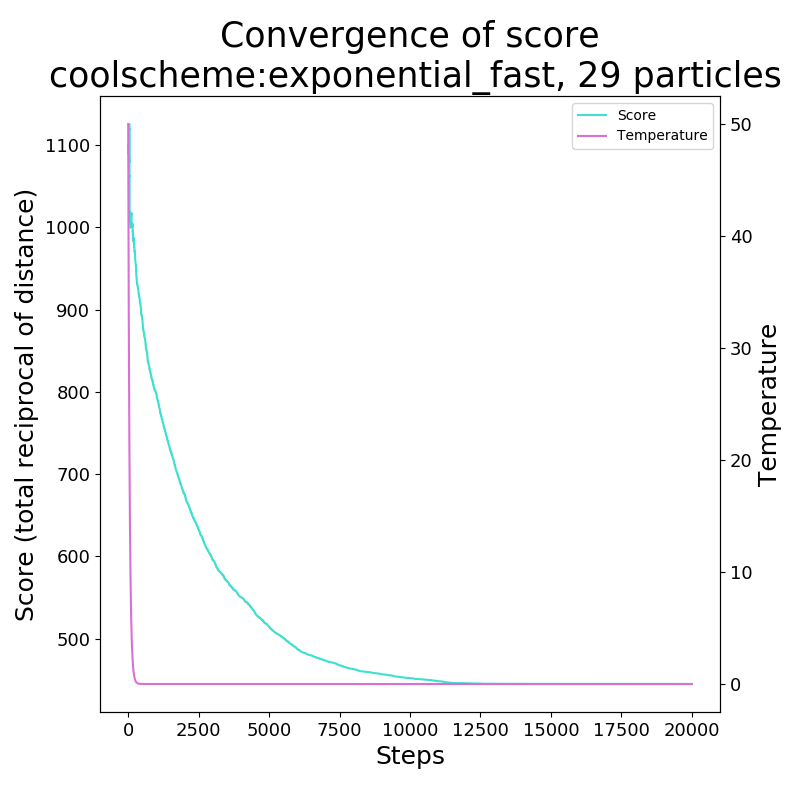 Convergence of score
coolscheme:exponential_fast, 29 particles
Score
Temperature
1100
1000
900
800
700
600
500
Score (total reciprocal of distance)
50
40
30
20
10
0
Temperature
0 2500 5000 7500 10000 12500 15000 17500 20000
Steps